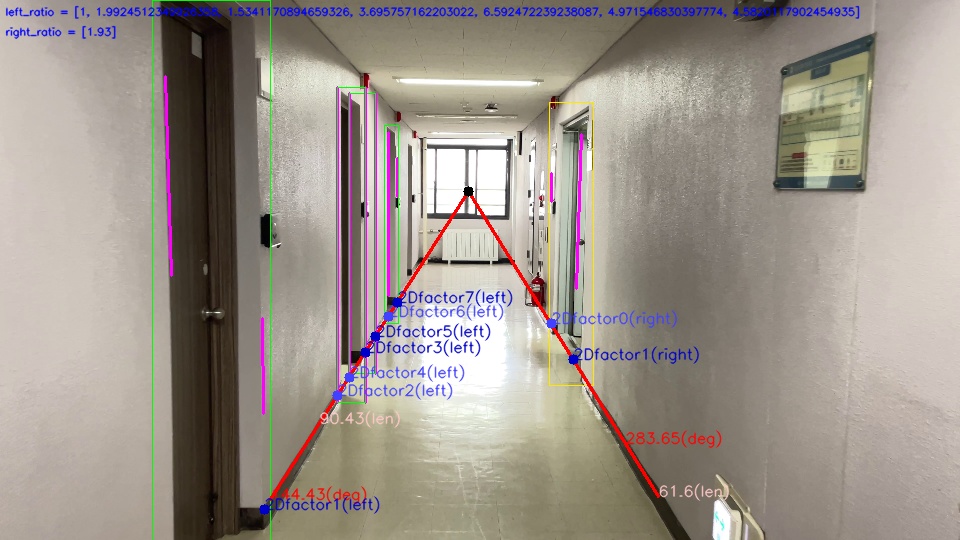 left_ratio = [1, 1.9924512
1.5341170894659326, 3.695757162203022, 6.592472239238087, 4.971546830397774,
right_ratio = [1.93]
2Dfactor7(left)
2Dfactor6(left)
2Dfactor0(right)
2Dfactor5(left)
2Dfactor3(left)
2Dfactor1(right)
2Dfactor4(left)
2Dfactor2(left)
90.43(len)
283.65(deg)
61.6(len)
44.43(deg)
2Dfactor1(left)